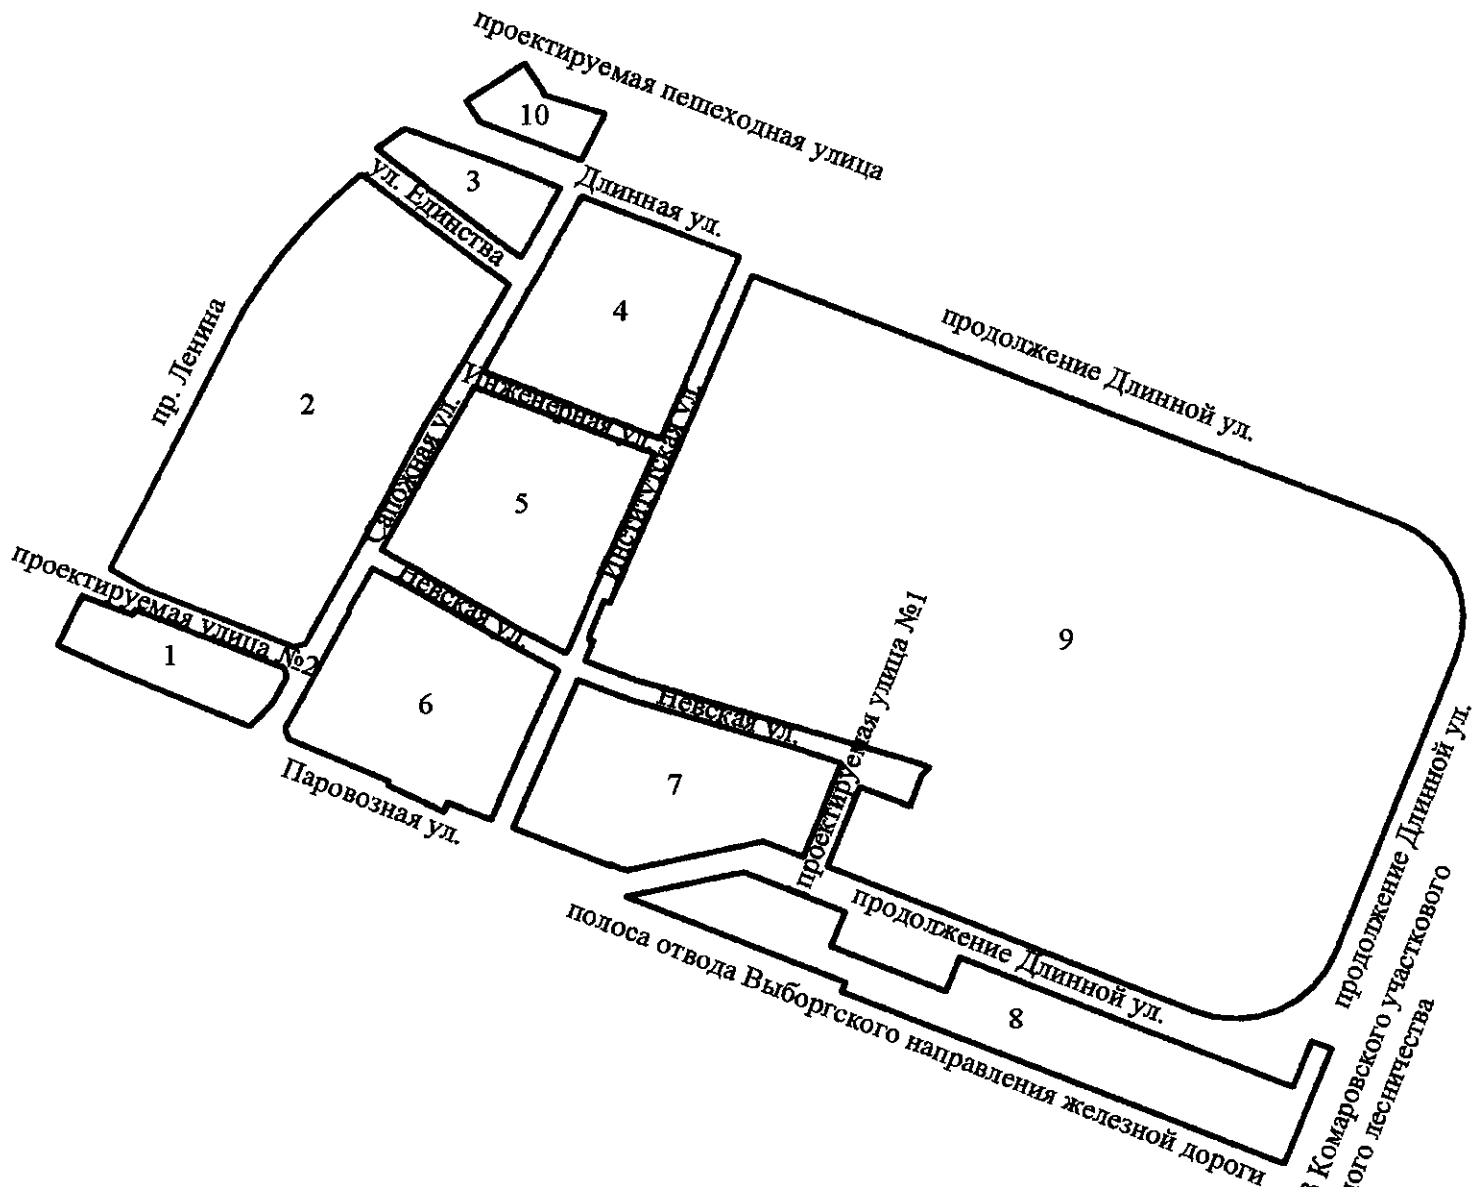 проектируемая пешеходная улица
10
3
ул. Единства
Длинная ул.
4
пр. Ленина
2
продолжение Длинной ул.
Инженерная ул.
Сапожная ул.
5
Институтская ул.
проектируемая улица №2
1
Невская ул.
6
9
проектируемая улица №1
Невская ул.
7
Паровозная ул.
продолжение Длинной ул.
продолжение Длинной ул.
полоса отвода Выборгского направления железной дороги
8
Комаровского участкового
лесничества